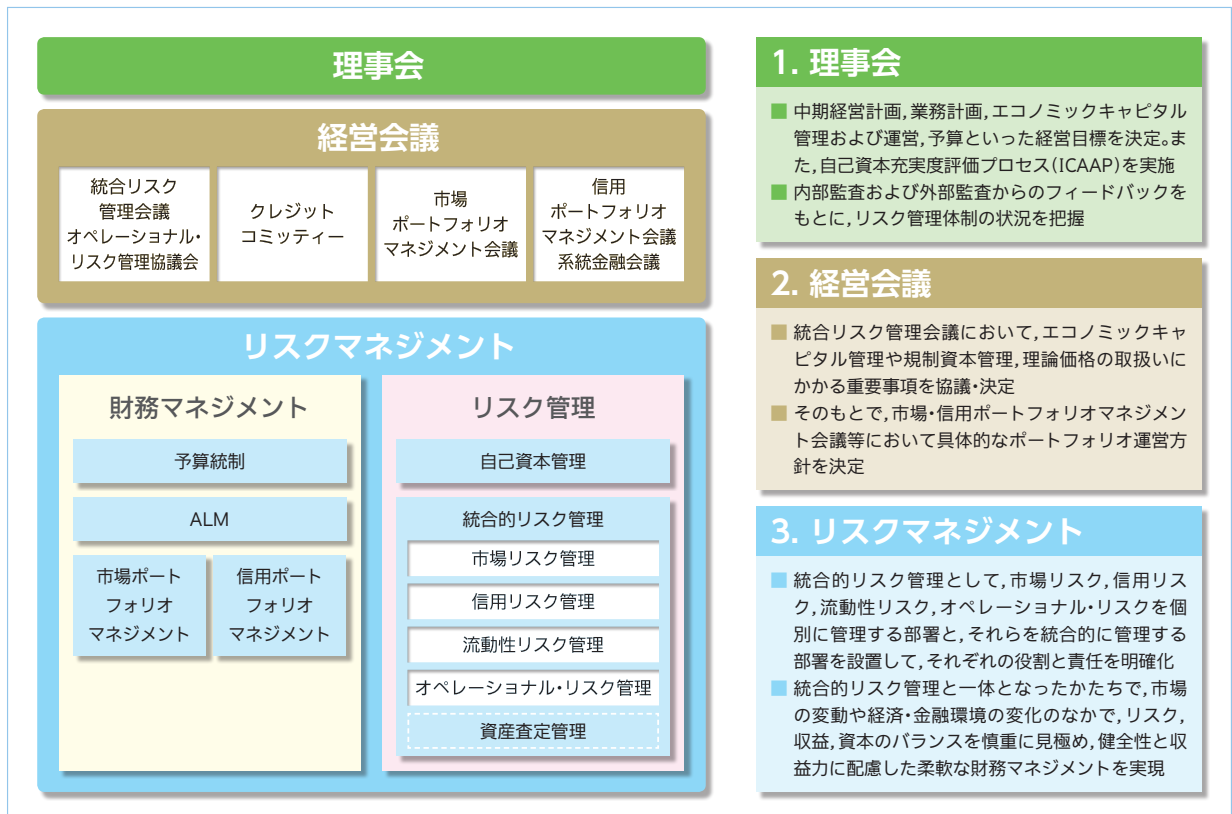 理事会
経営会議
統合リスク
管理会議
オペレーショナル・
リスク管理協議会
クレジット
コミッティー
市場
ポートフォリオ
マネジメント会議
信用
ポートフォリオ
マネジメント会議
系統金融会議
リスクマネジメント
財務マネジメント
予算統制
ALM
市場ポート
フォリオ
マネジメント
信用ポート
フォリオ
マネジメント
リスク管理
自己資本管理
統合的リスク管理
市場リスク管理
信用リスク管理
流動性リスク管理
オペレーショナル・リスク管理
資産査定管理
1. 理事会
■ 中期経営計画,業務計画,エコノミックキャピタル
管理および運営,予算といった経営目標を決定。ま
た,自己資本充実度評価プロセス(ICAAP)を実施
■ 内部監査および外部監査からのフィードバックを
もとに,リスク管理体制の状況を把握
2. 経営会議
■ 統合リスク管理会議において,エコノミックキャ
ピタル管理や規制資本管理,理論価格の取扱いに
かかる重要事項を協議・決定
■ そのもとで,市場・信用ポートフォリオマネジメン
ト会議等において具体的なポートフォリオ運営方
針を決定
3. リスクマネジメント
■ 統合的リスク管理として,市場リスク,信用リス
ク,流動性リスク,オペレーショナル・リスクを個
別に管理する部署と,それらを統合的に管理する
部署を設置して,それぞれの役割と責任を明確化
■ 統合的リスク管理と一体となったかたちで,市場
の変動や経済・金融環境の変化のなかで,リスク,
収益,資本のバランスを慎重に見極め,健全性と収
益力に配慮した柔軟な財務マネジメントを実現